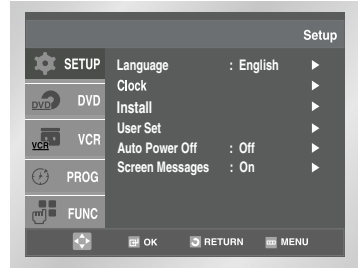 Setup
SETUP
DVD
DVD
VCR
VCR
PROG
FUNC
Language : English
Clock
Install
User Set
Auto Power Off : Off
Screen Messages : On
OK RETURN MENU